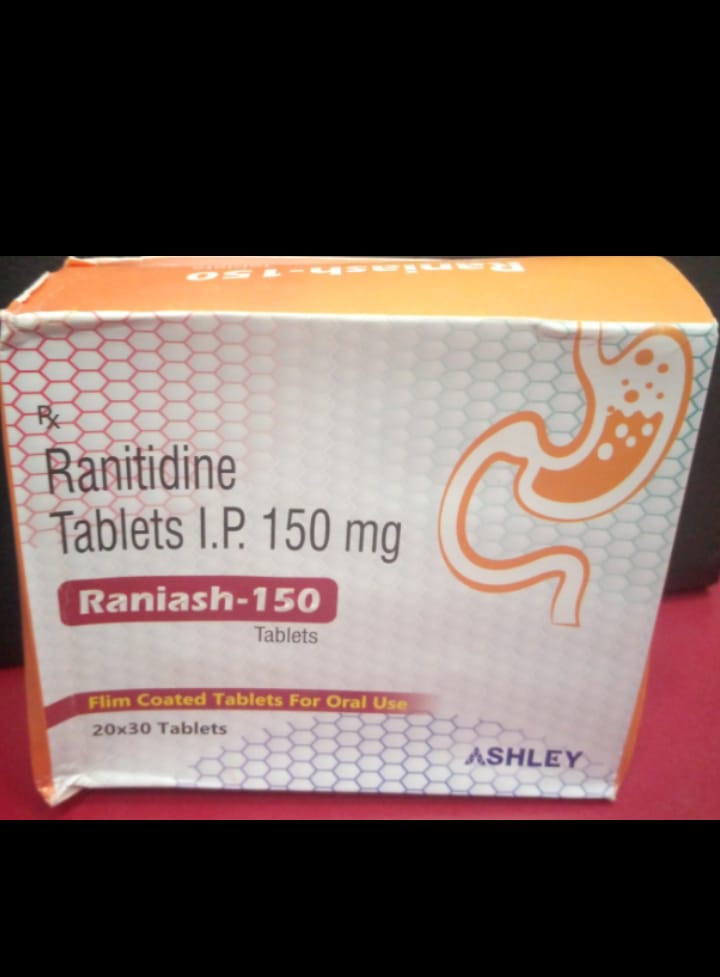 Raniash-150
Rx
Ranitidine
Tablets I.P. 150 mg
Raniash-150
Tablets
Flim Coated Tablets For Oral Use
20x30 Tablets
ASHLEY